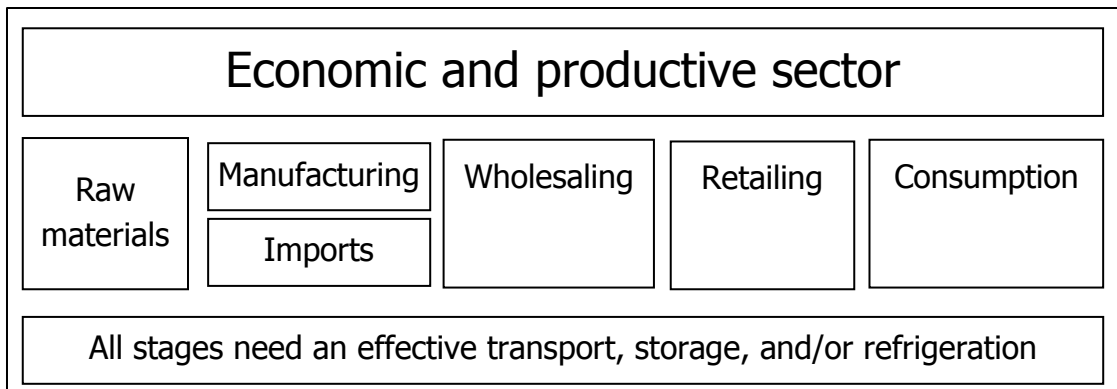 Economic and productive sector
Raw
materials
Manufacturing
Imports
Wholesaling
Retailing
Consumption
All stages need an effective transport, storage, and/or refrigeration